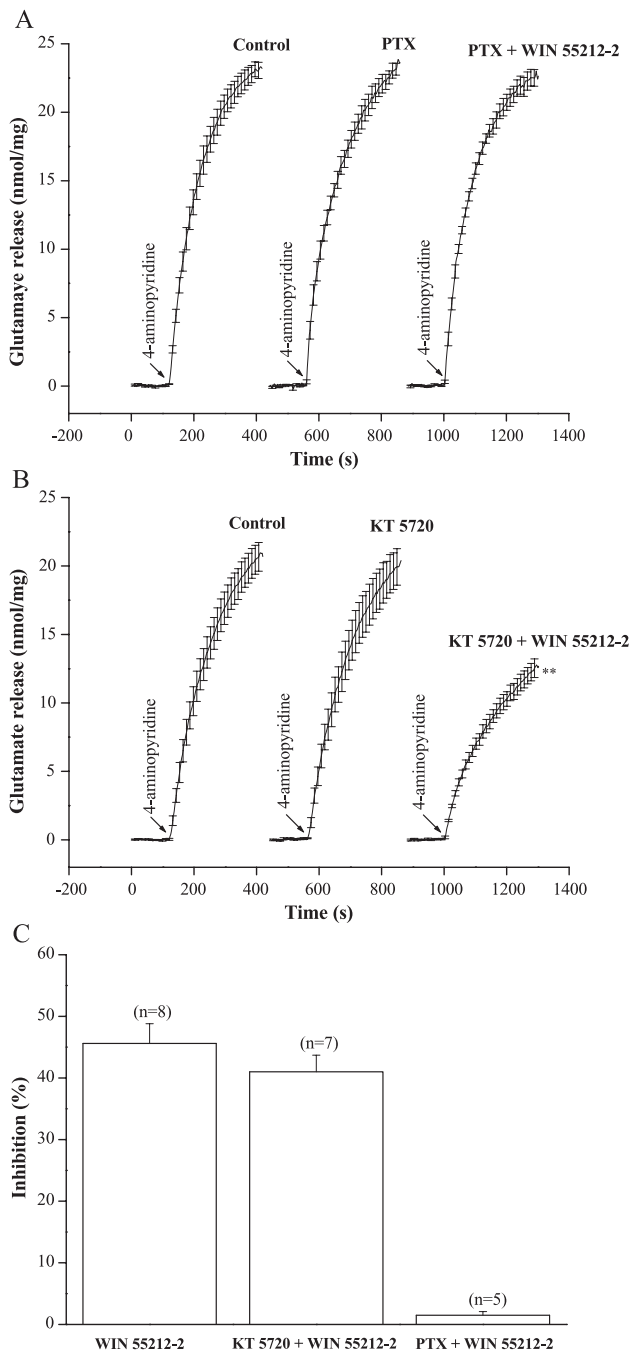 A
Control
PTX
PTX + WIN 55212-2
Glutamaye release (nmol/mg)
25
20
15
10
5
0
4-aminopyridine
4-aminopyridine
4-aminopyridine
-200
0
200
400
600
800
1000
1200
1400
Time (s)
B
Control
KT 5720
KT 5720 + WIN 55212-2
**
Glutamate release (nmol/mg)
25
20
15
10
5
0
4-aminopyridine
4-aminopyridine
4-aminopyridine
-200
0
200
400
600
800
1000
1200
1400
Time (s)
C
Inhibition (%)
60
50
40
30
20
10
0
(n=8)
(n=7)
(n=5)
WIN 55212-2
KT 5720 + WIN 55212-2
PTX + WIN 55212-2